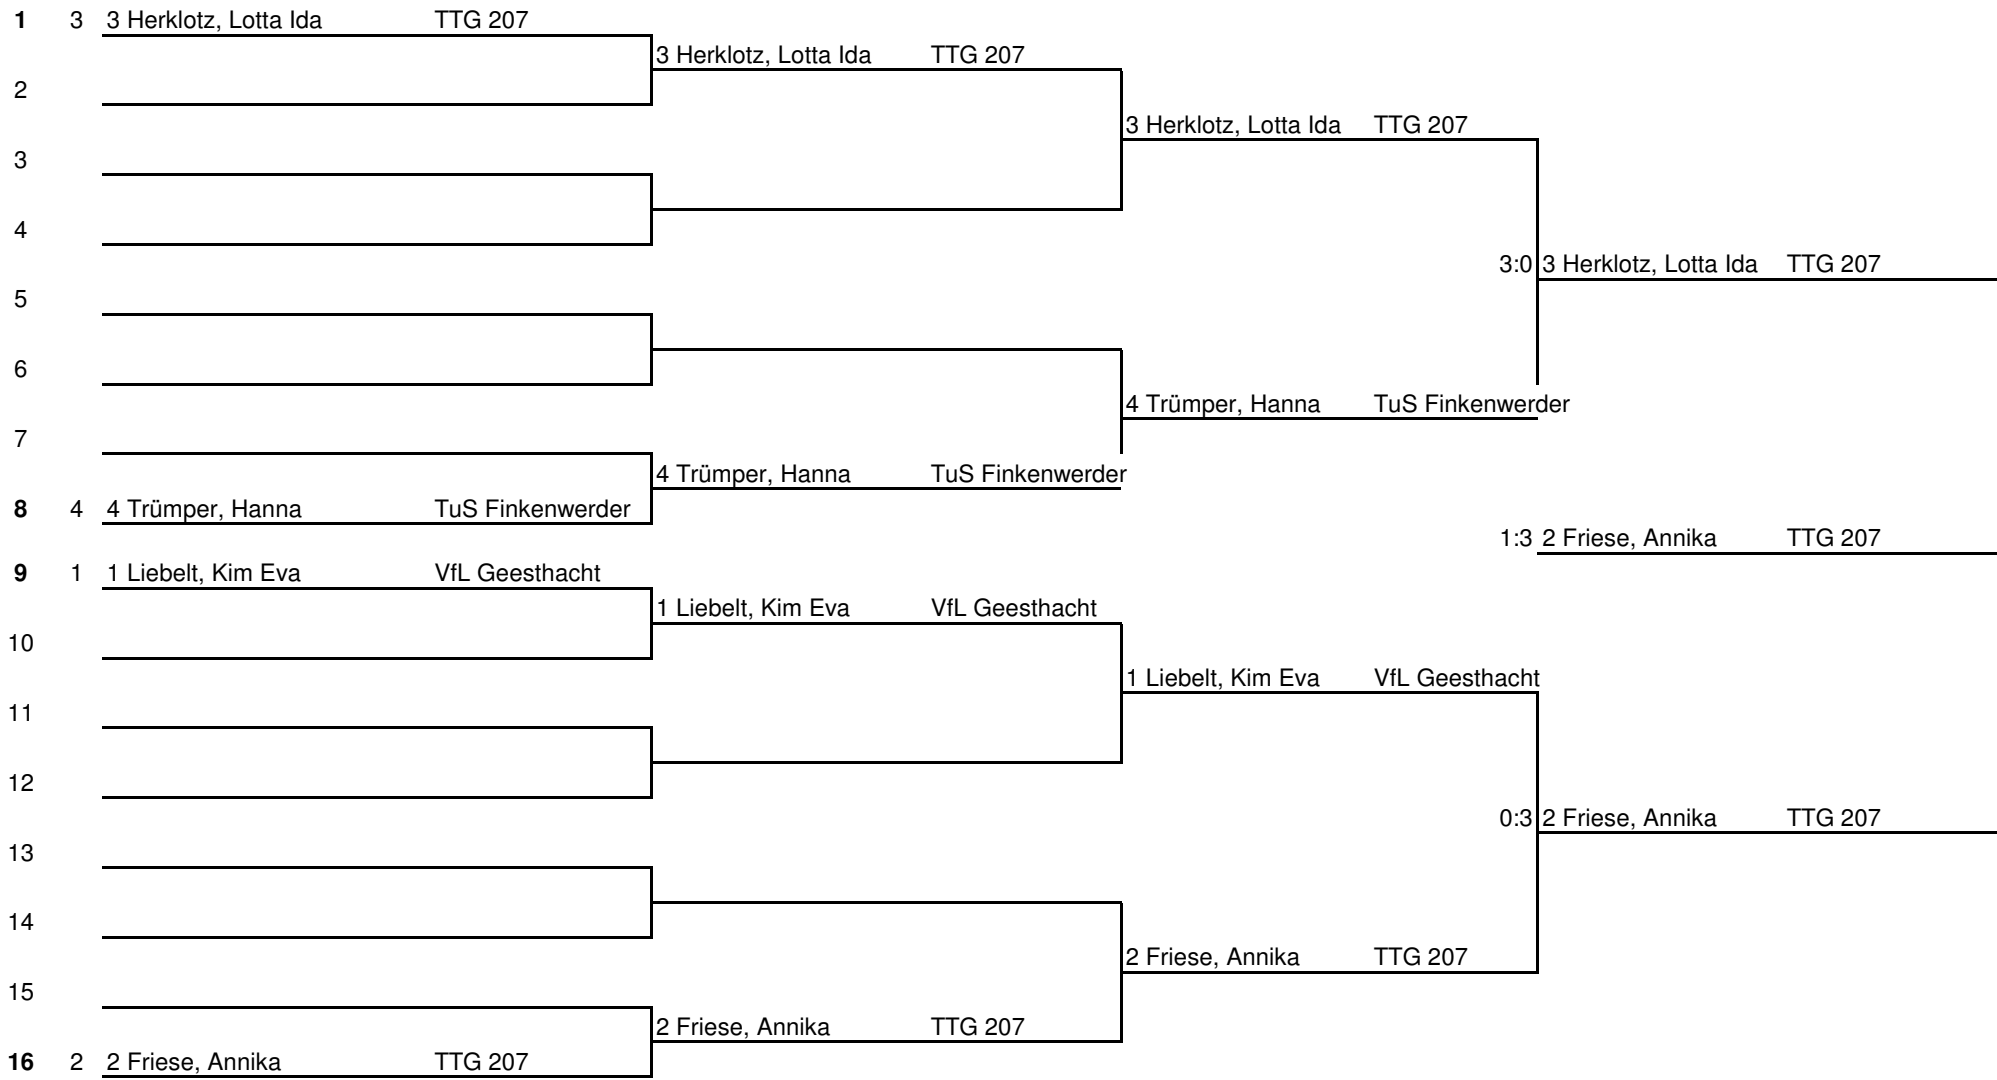 1 3 3 Herklotz, Lotta Ida TTG 207
3 Herklotz, Lotta Ida TTG 207
2
3 Herklotz, Lotta Ida TTG 207
3
4
3:0 3 Herklotz, Lotta Ida TTG 207
5
6
4 Trümper, Hanna TuS Finkenwerder
7
4 Trümper, Hanna TuS Finkenwerder
8 4 4 Trümper, Hanna TuS Finkenwerder
1:3 2 Friese, Annika TTG 207
9 1 1 Liebelt, Kim Eva VfL Geesthacht
1 Liebelt, Kim Eva VfL Geesthacht
10
1 Liebelt, Kim Eva VfL Geesthacht
11
12
0:3 2 Friese, Annika TTG 207
13
14
2 Friese, Annika TTG 207
15
2 Friese, Annika TTG 207
16 2 2 Friese, Annika TTG 207